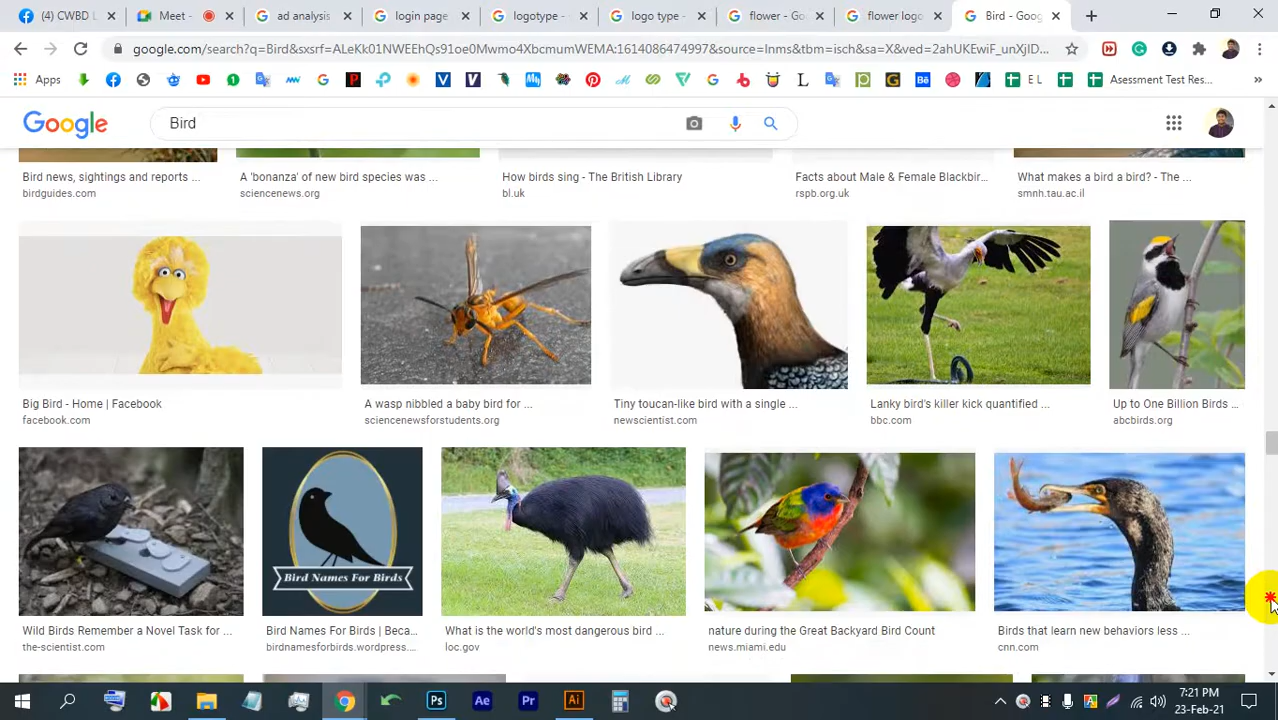 (4) CWBD L
Meet -
ad analysis
login page
logotype -
logo type -
flower - Go
flower logo
Bird - Goog
google.com/search?q=Bird&sxsrf=ALeKk01NWEEhQs91oe0Mwmo4XbcmumWEMA:1614086474997&source=lnms&tbm=isch&sa=X&ved=2ahUKEwiF_unXjID...
Apps
E L
Asessment Test Res...
Google
Bird
Bird news, sightings and reports ...
birdguides.com
A 'bonanza' of new bird species was ...
sciencenews.org
How birds sing - The British Library
bl.uk
Facts about Male & Female Blackbir...
rspb.org.uk
What makes a bird a bird? - The ...
smnh.tau.ac.il
Big Bird - Home | Facebook
facebook.com
A wasp nibbled a baby bird for ...
sciencenewsforstudents.org
Tiny toucan-like bird with a single ...
newscientist.com
Lanky bird's killer kick quantified ...
bbc.com
Up to One Billion Birds ...
abcbirds.org
Bird Names For Birds
Wild Birds Remember a Novel Task for ...
the-scientist.com
Bird Names For Birds | Beca...
birdnamesforbirds.wordpress....
What is the world's most dangerous bird ...
loc.gov
nature during the Great Backyard Bird Count
news.miami.edu
Birds that learn new behaviors less ...
cnn.com
Ps
Ae
Pr
Ai
7:21 PM
23-Feb-21